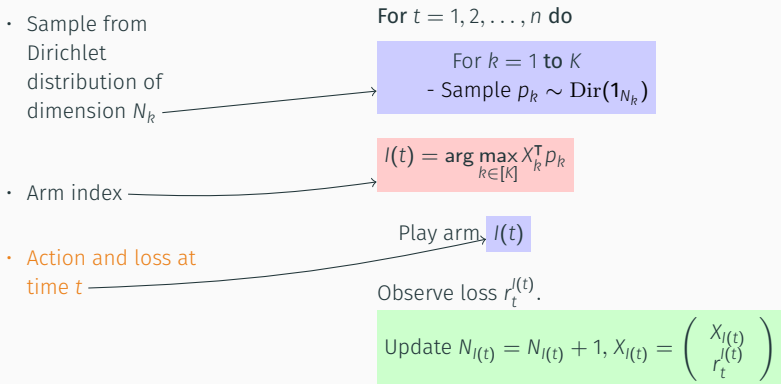 • Sample from
Dirichlet
distribution of
dimension N_k
• Arm index
• Action and loss at
time t
For t = 1, 2, . . . , n do
For k = 1 to K
- Sample p_k ∼ Dir(1_{N_k})
I(t) = arg max_{k∈[K]} X_k^⊤ p_k
Play arm I(t)
Observe loss r_t^{I(t)}.
Update N_{I(t)} = N_{I(t)} + 1, X_{I(t)} = ( X_{I(t)}
r_t^{I(t)} )